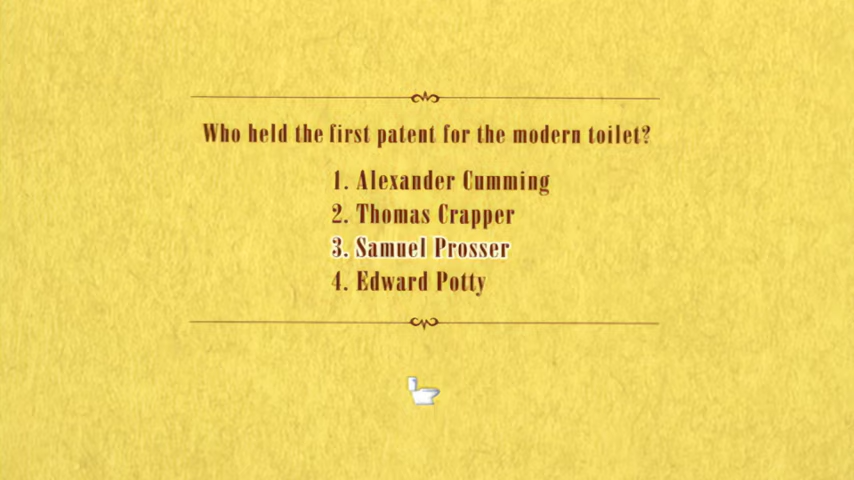 Who held the first patent for the modern toilet?
1. Alexander Cumming
2. Thomas Crapper
3. Samuel Prosser
4. Edward Potty